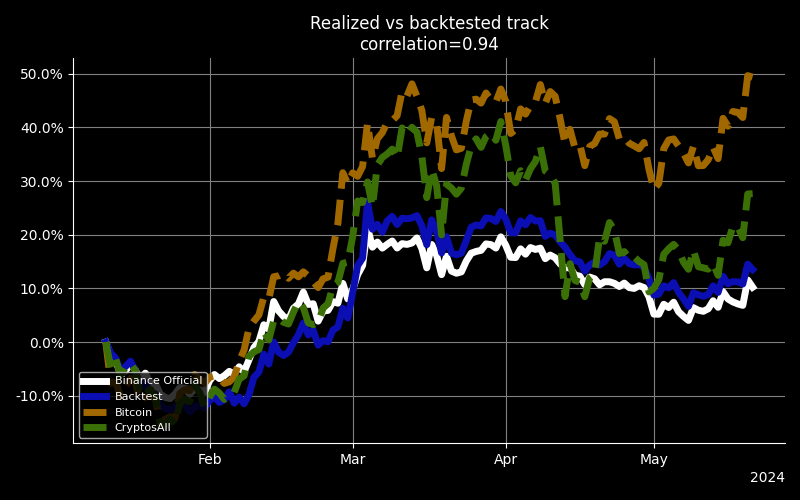 Realized vs backtested track
correlation=0.94
50.0%
40.0%
30.0%
20.0%
10.0%
0.0%
-10.0%
Binance Official
Backtest
Bitcoin
CryptosAll
Feb
Mar
Apr
May
2024